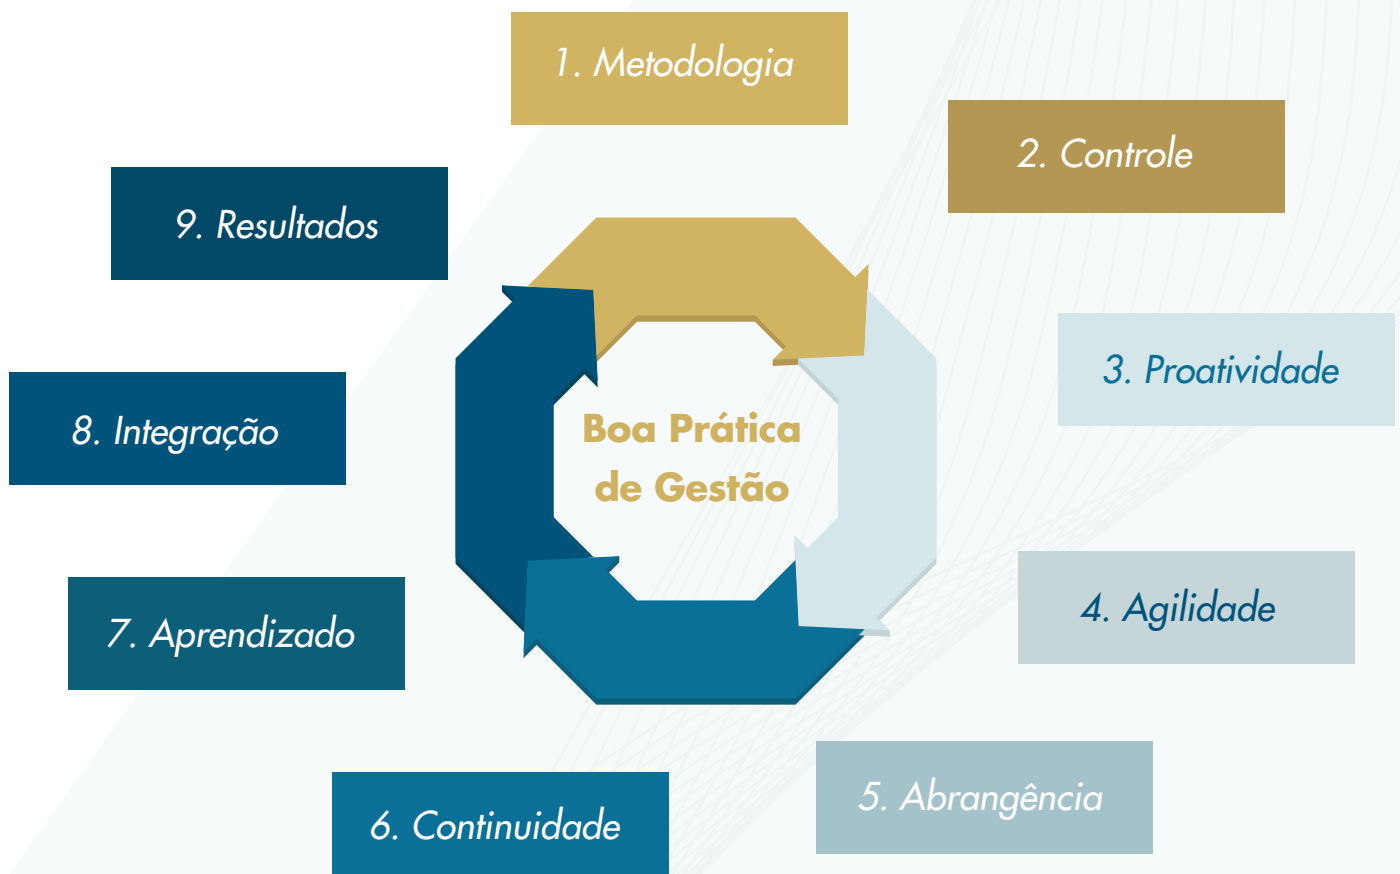 1. Metodologia
2. Controle
3. Proatividade
4. Agilidade
5. Abrangência
6. Continuidade
7. Aprendizado
8. Integração
9. Resultados
Boa Prática
de Gestão